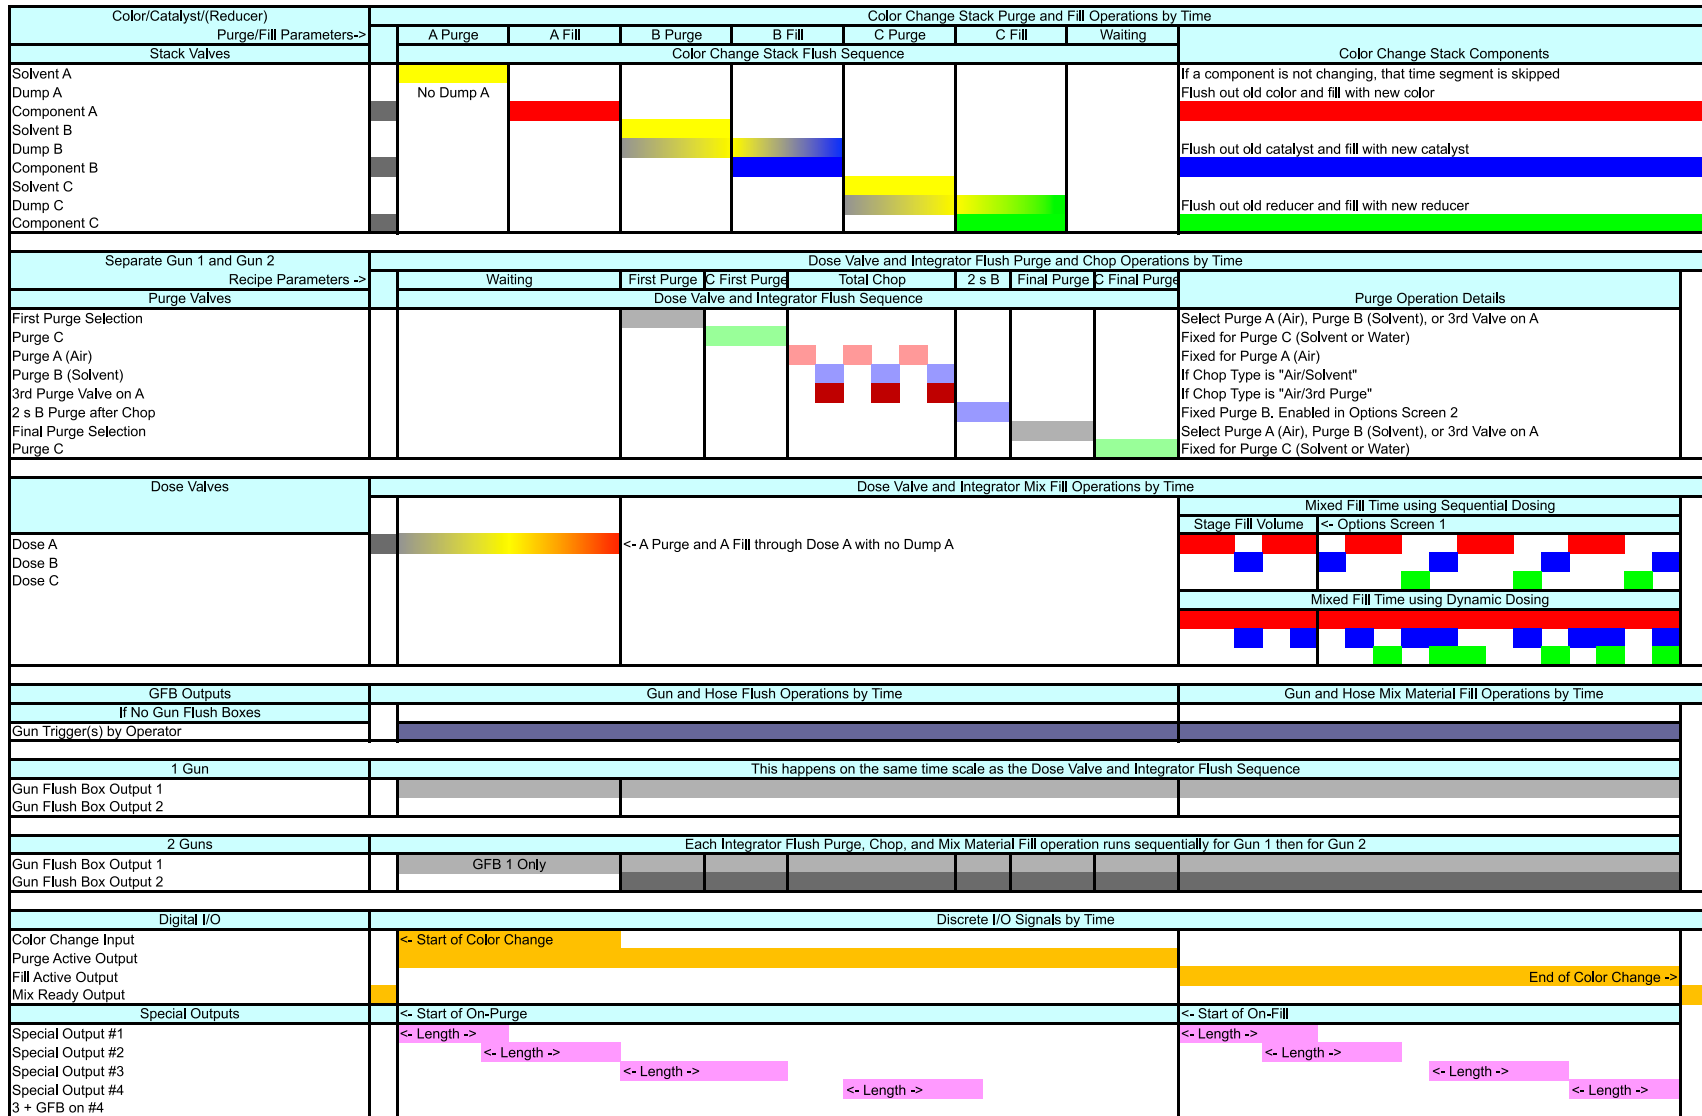 Color/Catalyst/(Reducer)
Color Change Stack Purge and Fill Operations by Time
Purge/Fill Parameters->
A Purge
A Fill
B Purge
B Fill
C Purge
C Fill
Waiting
Stack Valves
Color Change Stack Flush Sequence
Color Change Stack Components
Solvent A
If a component is not changing, that time segment is skipped
Dump A
No Dump A
Flush out old color and fill with new color
Component A
Solvent B
Dump B
Flush out old catalyst and fill with new catalyst
Component B
Solvent C
Dump C
Flush out old reducer and fill with new reducer
Component C
Separate Gun 1 and Gun 2
Dose Valve and Integrator Flush Purge and Chop Operations by Time
Recipe Parameters ->
Waiting
First Purge
C First Purge
Total Chop
2 s B
Final Purge
C Final Purge
Purge Valves
Dose Valve and Integrator Flush Sequence
Purge Operation Details
First Purge Selection
Select Purge A (Air), Purge B (Solvent), or 3rd Valve on A
Purge C
Fixed for Purge C (Solvent or Water)
Purge A (Air)
Fixed for Purge A (Air)
Purge B (Solvent)
If Chop Type is "Air/Solvent"
3rd Purge Valve on A
If Chop Type is "Air/3rd Purge"
2 s B Purge after Chop
Fixed Purge B. Enabled in Options Screen 2
Final Purge Selection
Select Purge A (Air), Purge B (Solvent), or 3rd Valve on A
Purge C
Fixed for Purge C (Solvent or Water)
Dose Valves
Dose Valve and Integrator Mix Fill Operations by Time
Mixed Fill Time using Sequential Dosing
Stage Fill Volume
<- Options Screen 1
Dose A
<- A Purge and A Fill through Dose A with no Dump A
Dose B
Dose C
Mixed Fill Time using Dynamic Dosing
GFB Outputs
Gun and Hose Flush Operations by Time
Gun and Hose Mix Material Fill Operations by Time
If No Gun Flush Boxes
Gun Trigger(s) by Operator
1 Gun
This happens on the same time scale as the Dose Valve and Integrator Flush Sequence
Gun Flush Box Output 1
Gun Flush Box Output 2
2 Guns
Each Integrator Flush Purge, Chop, and Mix Material Fill operation runs sequentially for Gun 1 then for Gun 2
Gun Flush Box Output 1
GFB 1 Only
Gun Flush Box Output 2
Digital I/O
Discrete I/O Signals by Time
Color Change Input
<- Start of Color Change
Purge Active Output
Fill Active Output
End of Color Change ->
Mix Ready Output
Special Outputs
<- Start of On-Purge
<- Start of On-Fill
Special Output #1
<- Length ->
<- Length ->
Special Output #2
<- Length ->
<- Length ->
Special Output #3
<- Length ->
<- Length ->
Special Output #4
<- Length ->
<- Length ->
3 + GFB on #4